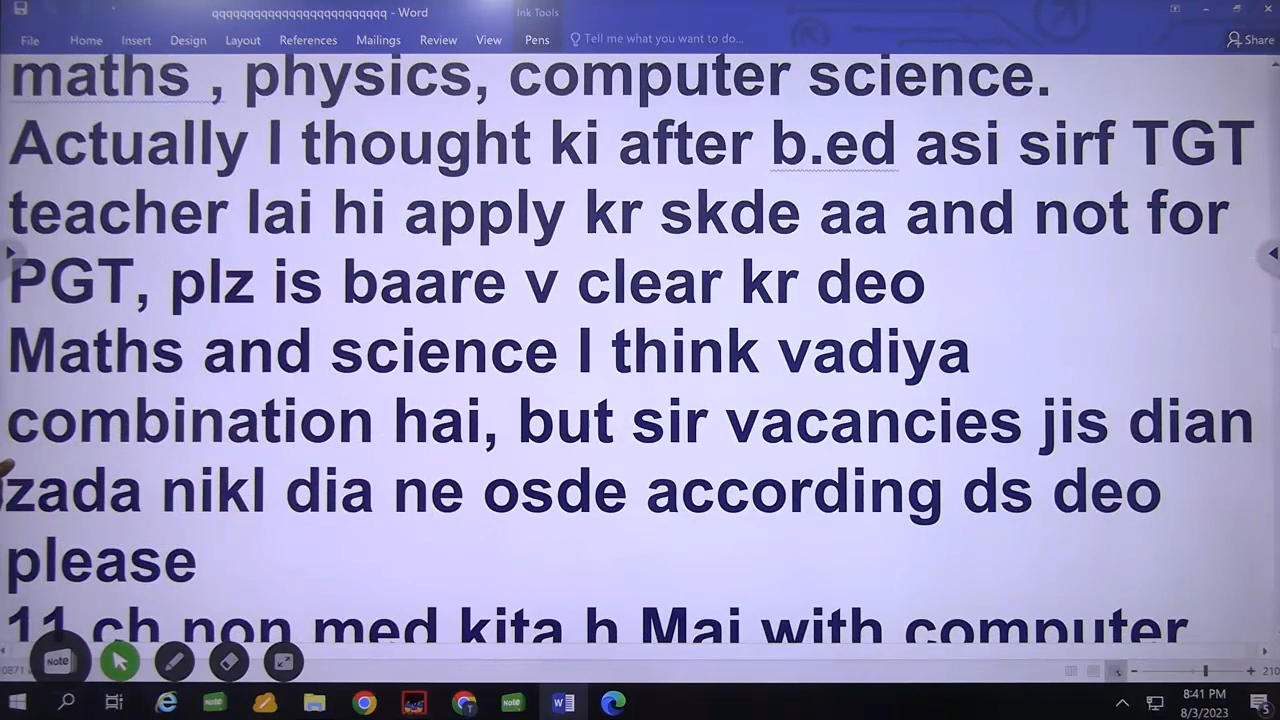 qqqqqqqqqqqqqqqqqqqqqqqqq - Word
Ink Tools
File Home Insert Design Layout References Mailings Review View Pens Tell me what you want to do... Share
maths , physics, computer science.
Actually I thought ki after b.ed asi sirf TGT
teacher lai hi apply kr skde aa and not for
PGT, plz is baare v clear kr deo
Maths and science I think vadiya
combination hai, but sir vacancies jis dian
zada nikl dia ne osde according ds deo
please
11 ch non med kita h Mai with computer
Note
210
8:41 PM
8/3/2023